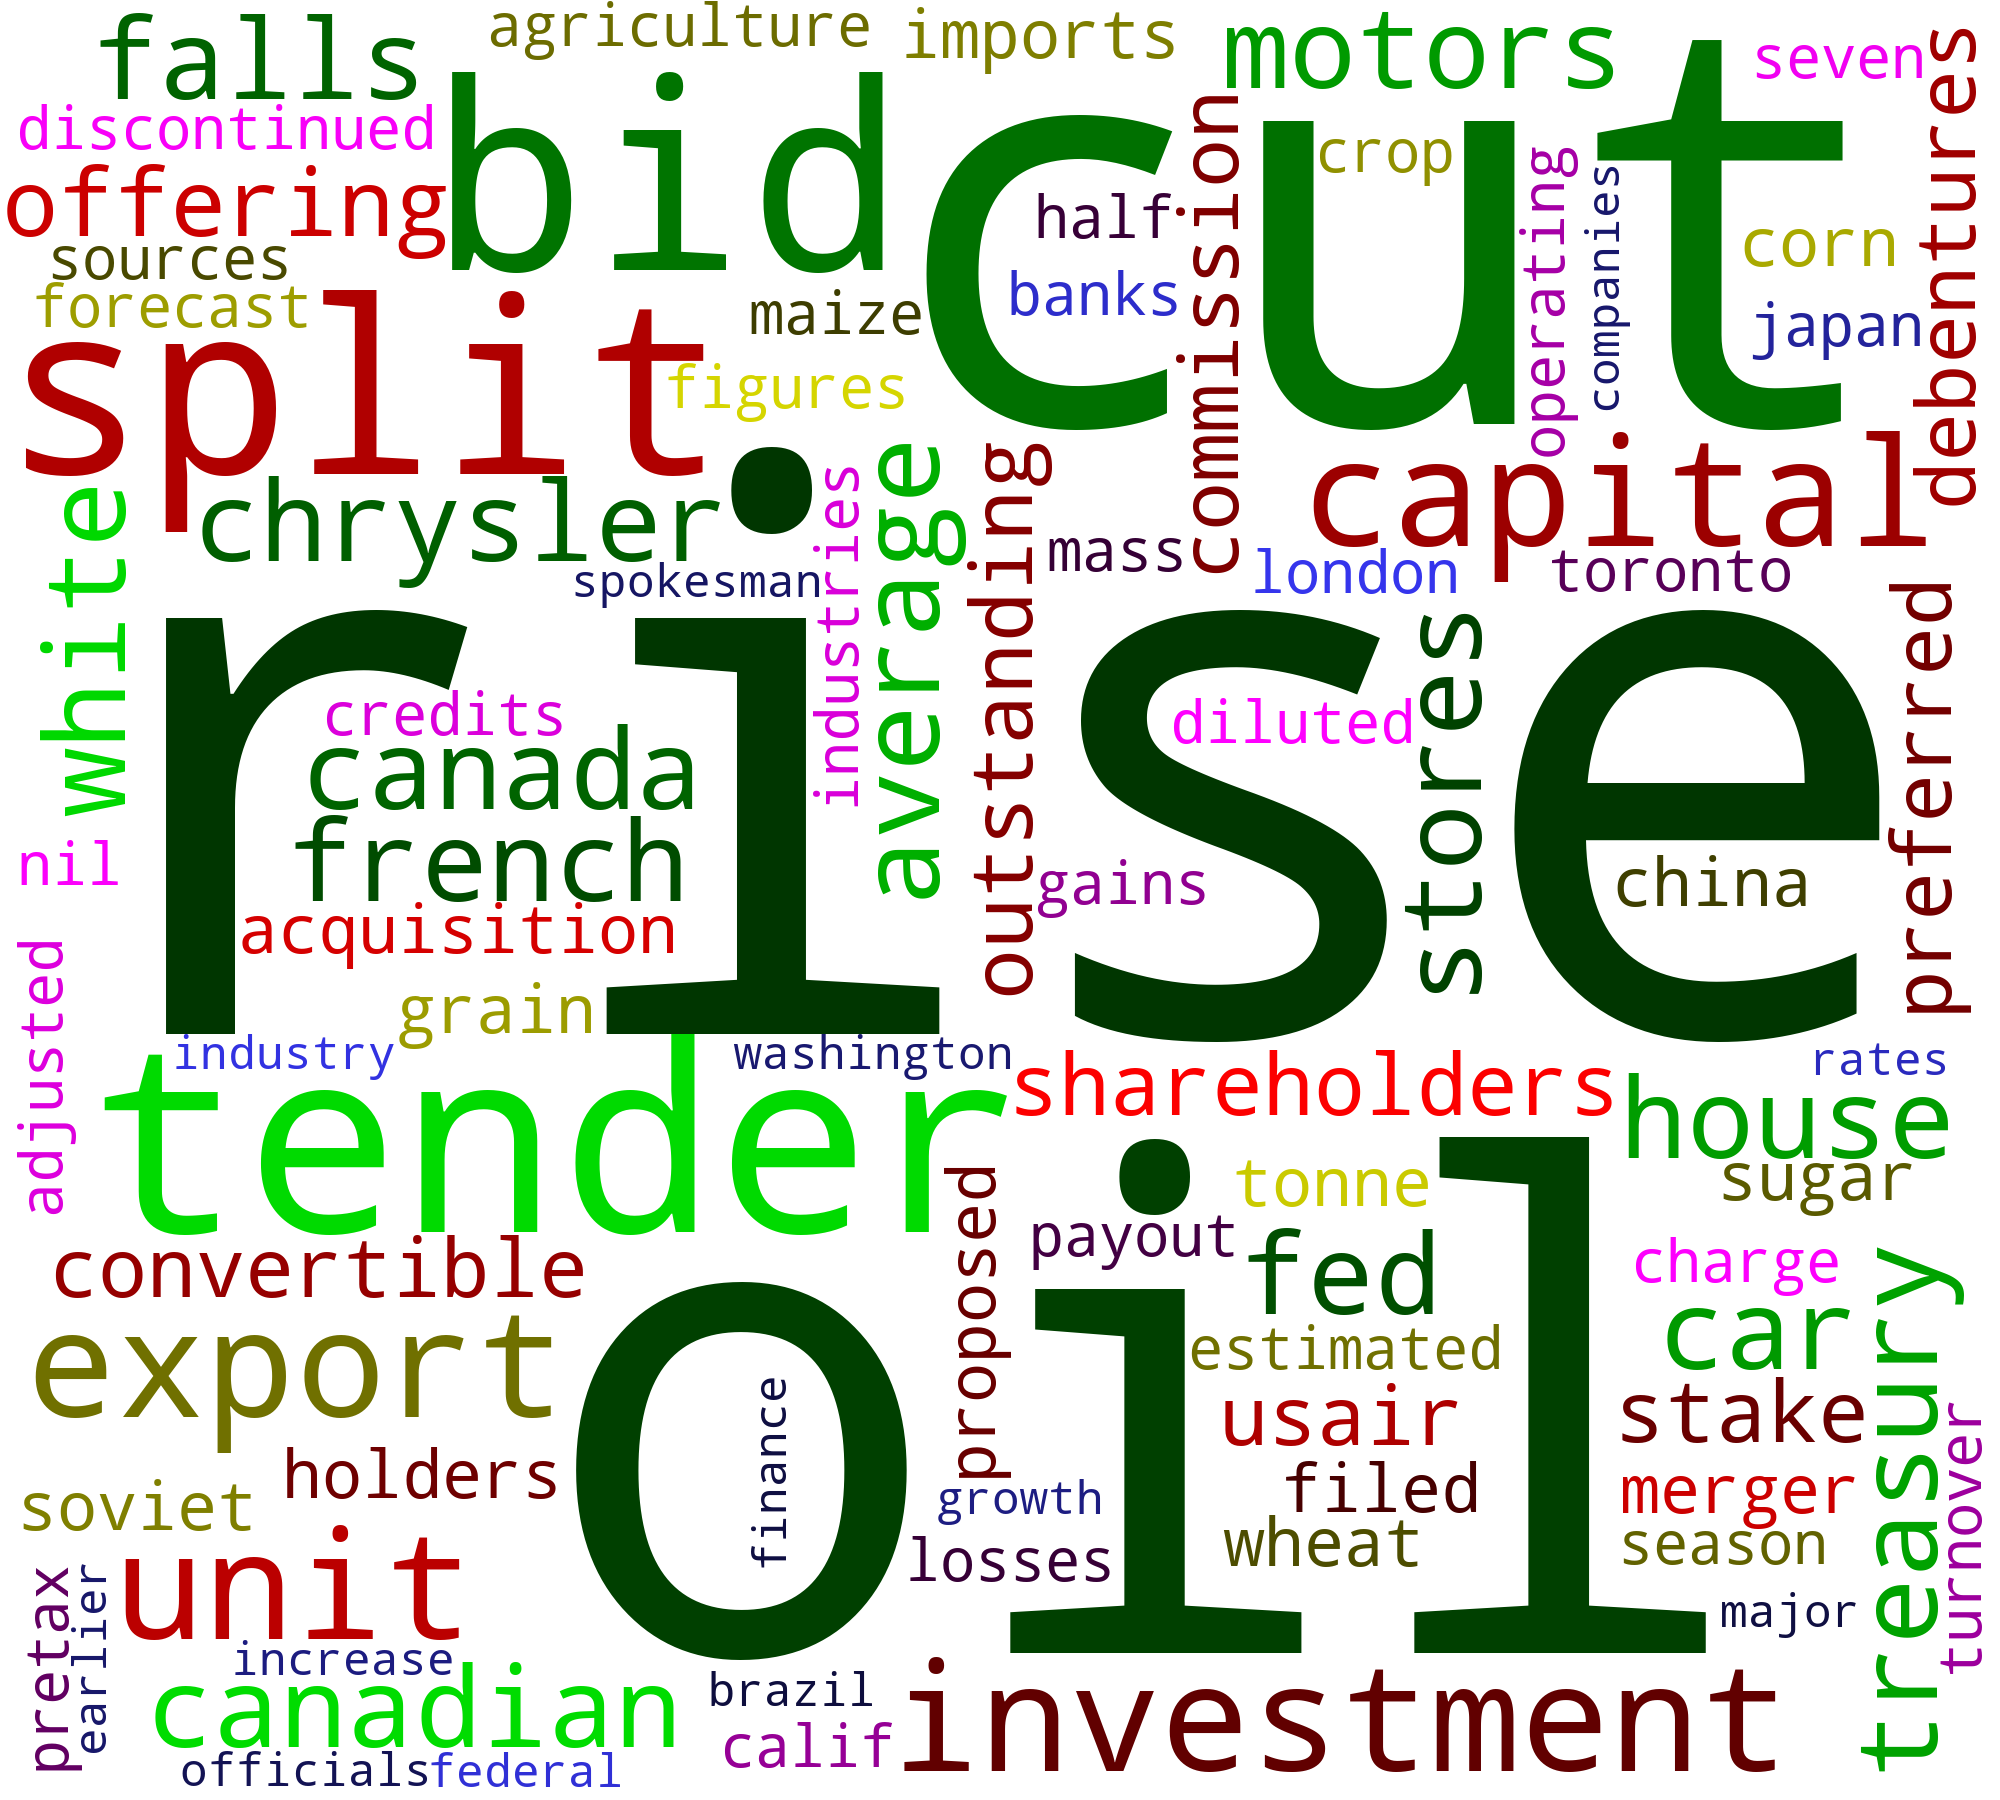 falls
agriculture
imports
motors
seven
discontinued
bid
cut
commission
crop
debentures
offering
half
operating
companies
corn
sources
forecast
maize
banks
japan
split
figures
chrysler
average
outstanding
capital
white
spokesman
industries
mass
london
toronto
rise
stores
preferred
credits
diluted
canada
french
nil
gains
china
acquisition
grain
adjusted
industry
washington
shareholders
rates
tender
house
proposed
tonne
sugar
payout
convertible
oil
fed
charge
treasury
export
estimated
car
finance
usair
stake
holders
soviet
growth
filed
merger
turnover
unit
losses
wheat
season
pretax
earlier
major
increase
canadian
brazil
investment
calif
officials
federal